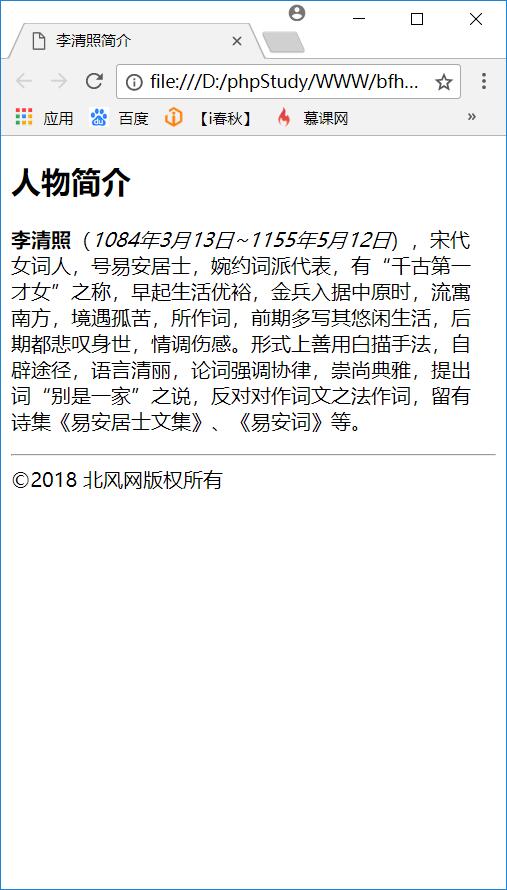 李清照简介
file:///D:/phpStudy/WWW/bfh...
应用 百度 【i春秋】 慕课网 »
人物简介
李清照（1084年3月13日~1155年5月12日），宋代
女词人，号易安居士，婉约词派代表，有“千古第一
才女”之称，早起生活优裕，金兵入据中原时，流寓
南方，境遇孤苦，所作词，前期多写其悠闲生活，后
期都悲叹身世，情调伤感。形式上善用白描手法，自
辟途径，语言清丽，论词强调协律，崇尚典雅，提出
词“别是一家”之说，反对对作词文之法作词，留有
诗集《易安居士文集》、《易安词》等。
©2018 北风网版权所有